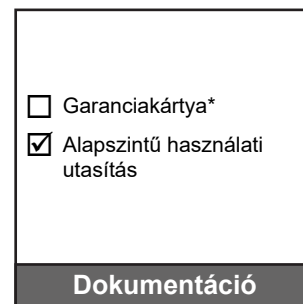 Garanciakártya*
Alapszintű használati
utasítás
Dokumentáció